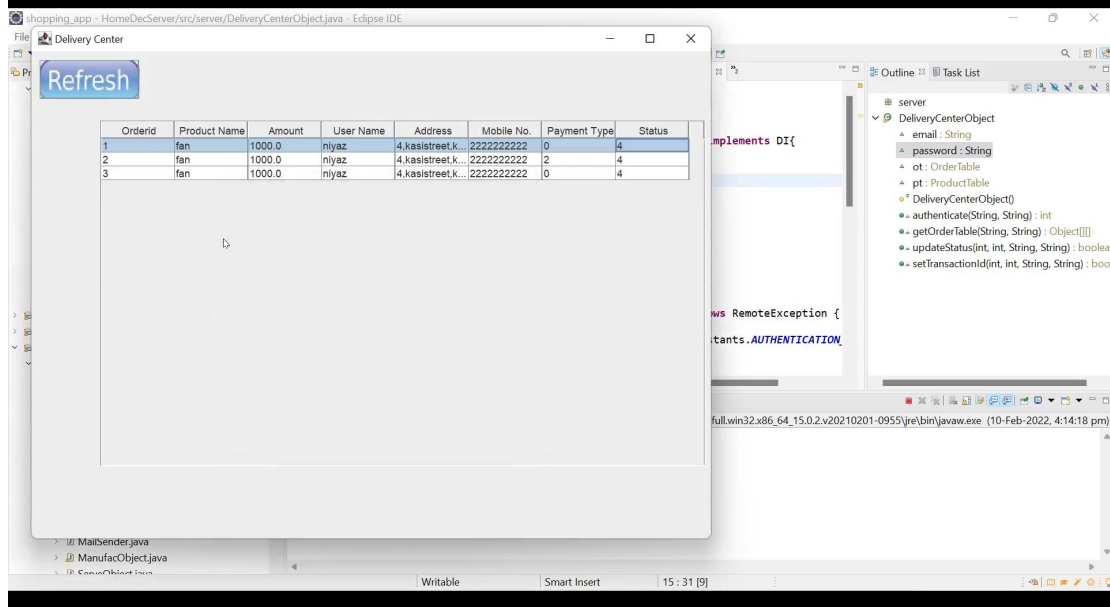 shopping_app - HomeDecServer/src/server/DeliveryCenterObject.java - Eclipse IDE
File
Delivery Center
Refresh
Orderid Product Name Amount User Name Address Mobile No. Payment Type Status
1 fan 1000.0 niyaz 4,kasistreet,k... 2222222222 0 4
2 fan 1000.0 niyaz 4,kasistreet,k... 2222222222 2 4
3 fan 1000.0 niyaz 4,kasistreet,k... 2222222222 0 4
Pr
2
Outline Task List
server
DeliveryCenterObject
email : String
password : String
ot : OrderTable
pt : ProductTable
DeliveryCenterObject()
authenticate(String, String) : int
getOrderTable(String, String) : Object[][]
updateStatus(int, int, String, String) : boolea
setTransactionId(int, int, String, String) : boo
implements DI{
ows RemoteException {
stants.AUTHENTICATION_
full.win32.x86_64_15.0.2.v20210201-0955\jre\bin\javaw.exe (10-Feb-2022, 4:14:18 pm)
MailSender.java
ManufacObject.java
Writable Smart Insert 15 : 31 [9]